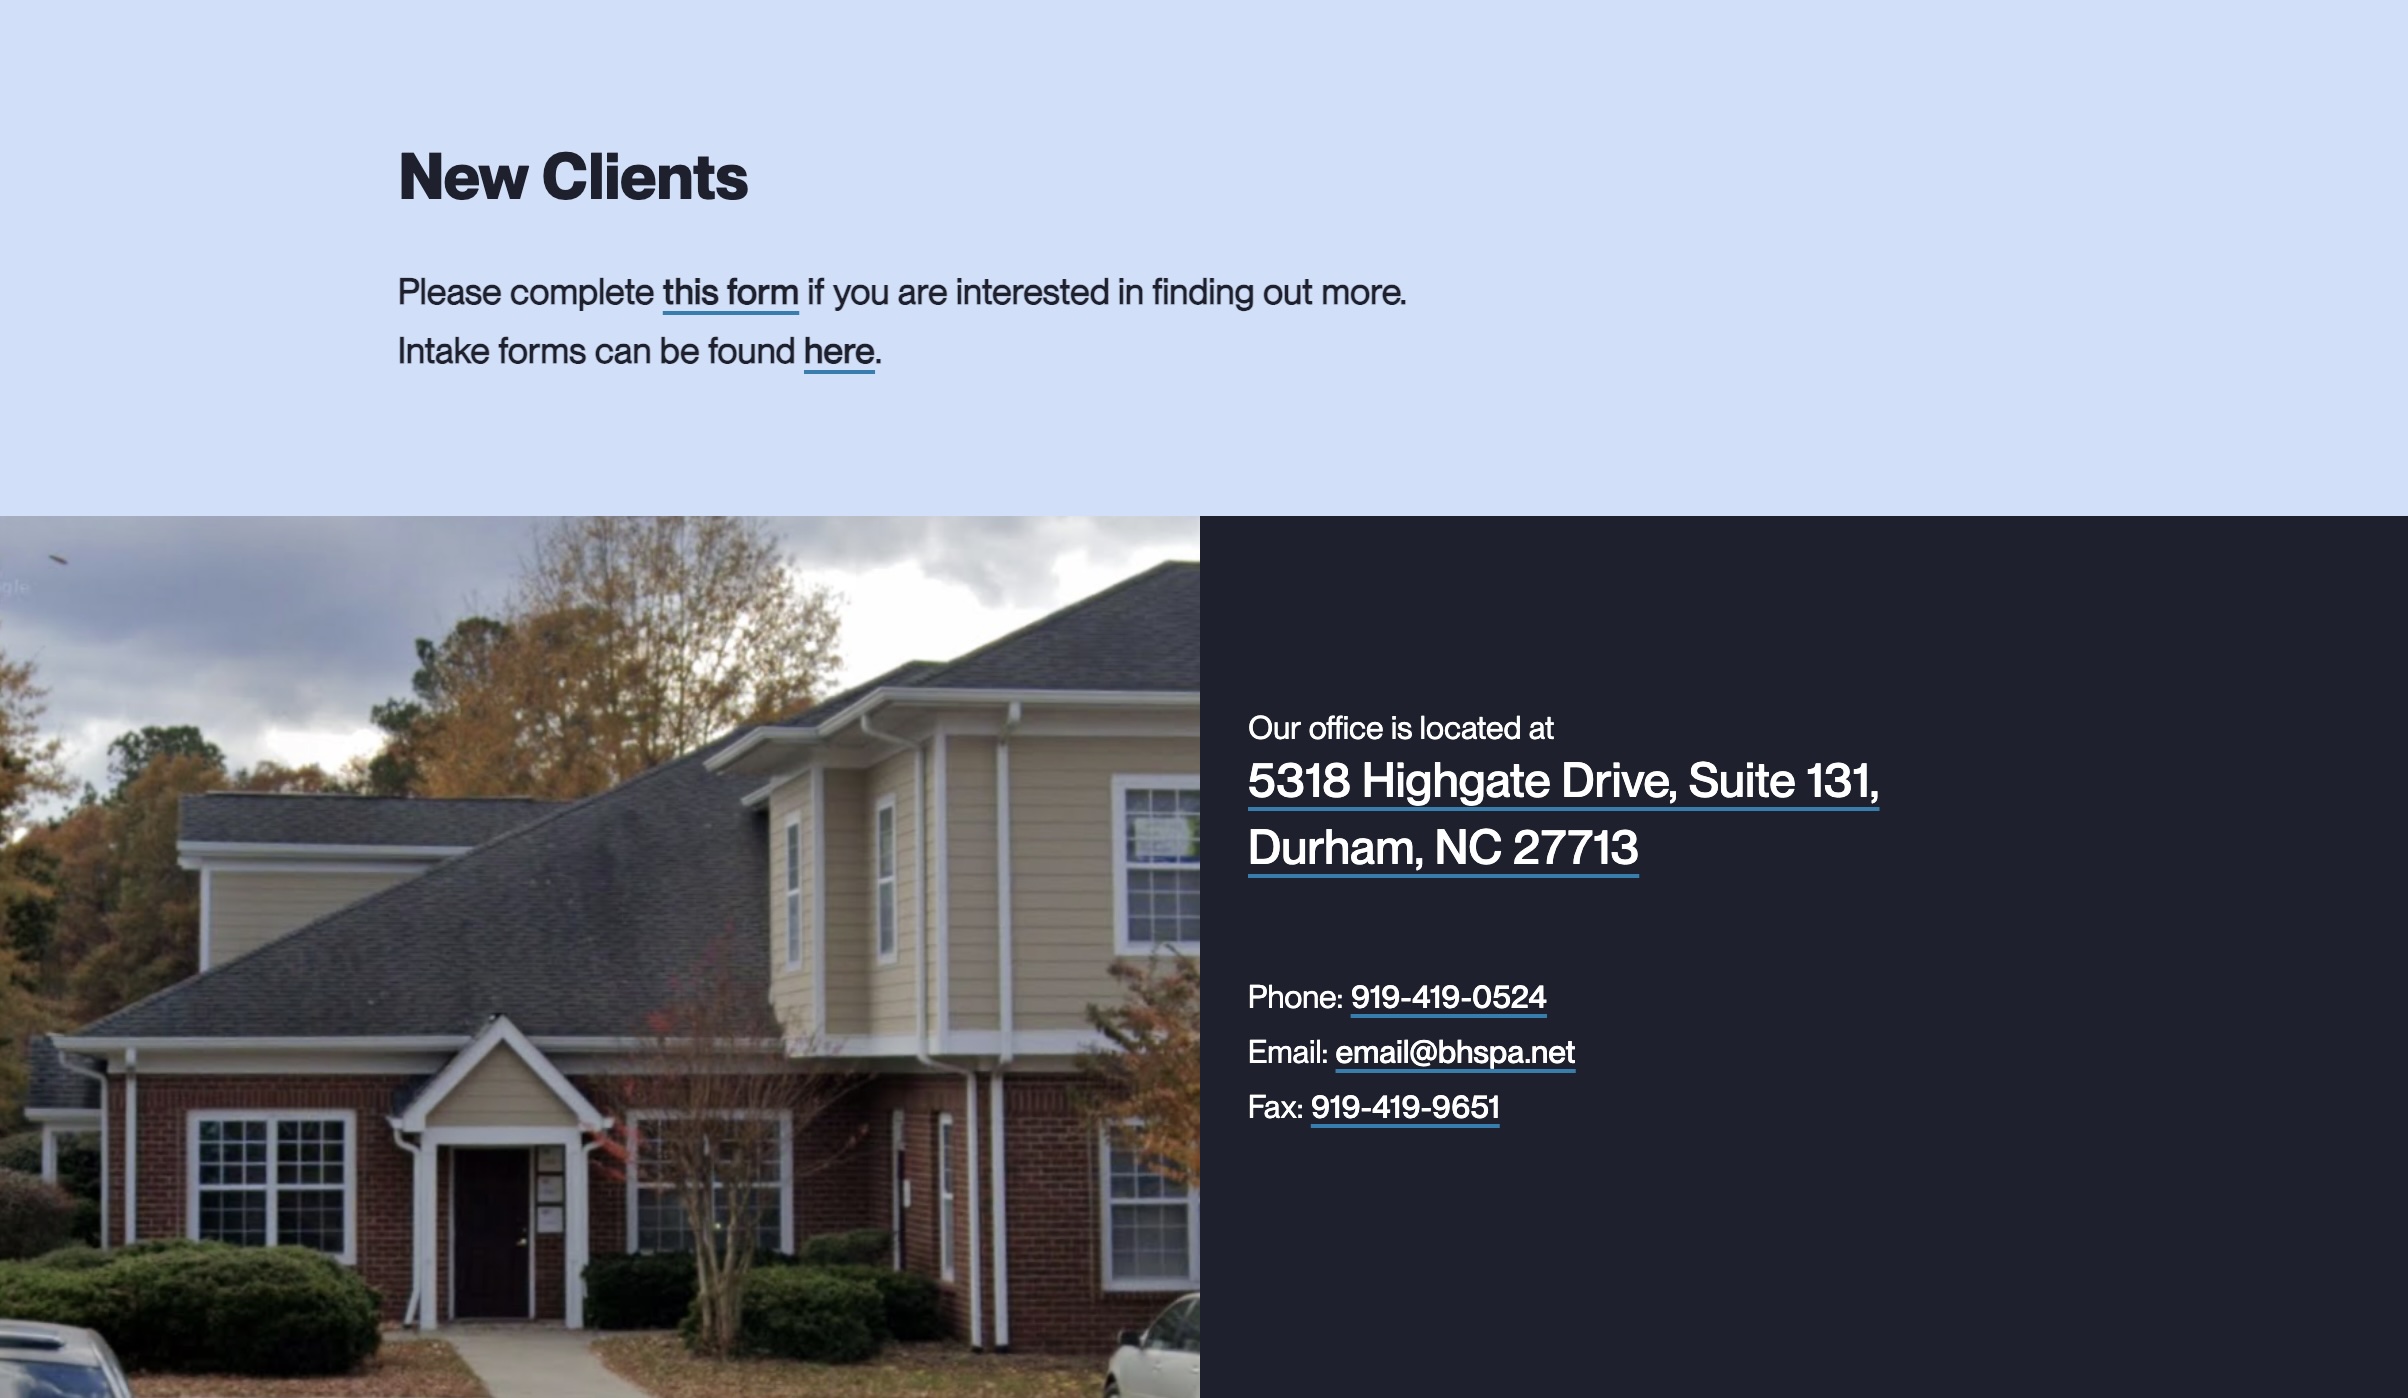 New Clients
Please complete this form if you are interested in finding out more.
Intake forms can be found here.
Our office is located at
5318 Highgate Drive, Suite 131,
Durham, NC 27713
Phone: 919-419-0524
Email: email@bhspa.net
Fax: 919-419-9651